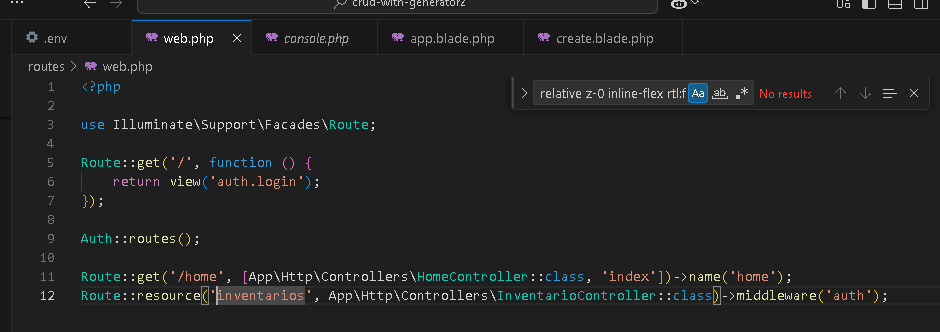 crud-with-generator2
.env
web.php
console.php
app.blade.php
create.blade.php
routes > web.php
relative z-0 inline-flex rtl:f Aa ab .* No results
1 <?php
2
3 use Illuminate\Support\Facades\Route;
4
5 Route::get('/', function () {
6 return view('auth.login');
7 });
8
9 Auth::routes();
10
11 Route::get('/home', [App\Http\Controllers\HomeController::class, 'index'])->name('home');
12 Route::resource('inventarios', App\Http\Controllers\InventarioController::class)->middleware('auth');